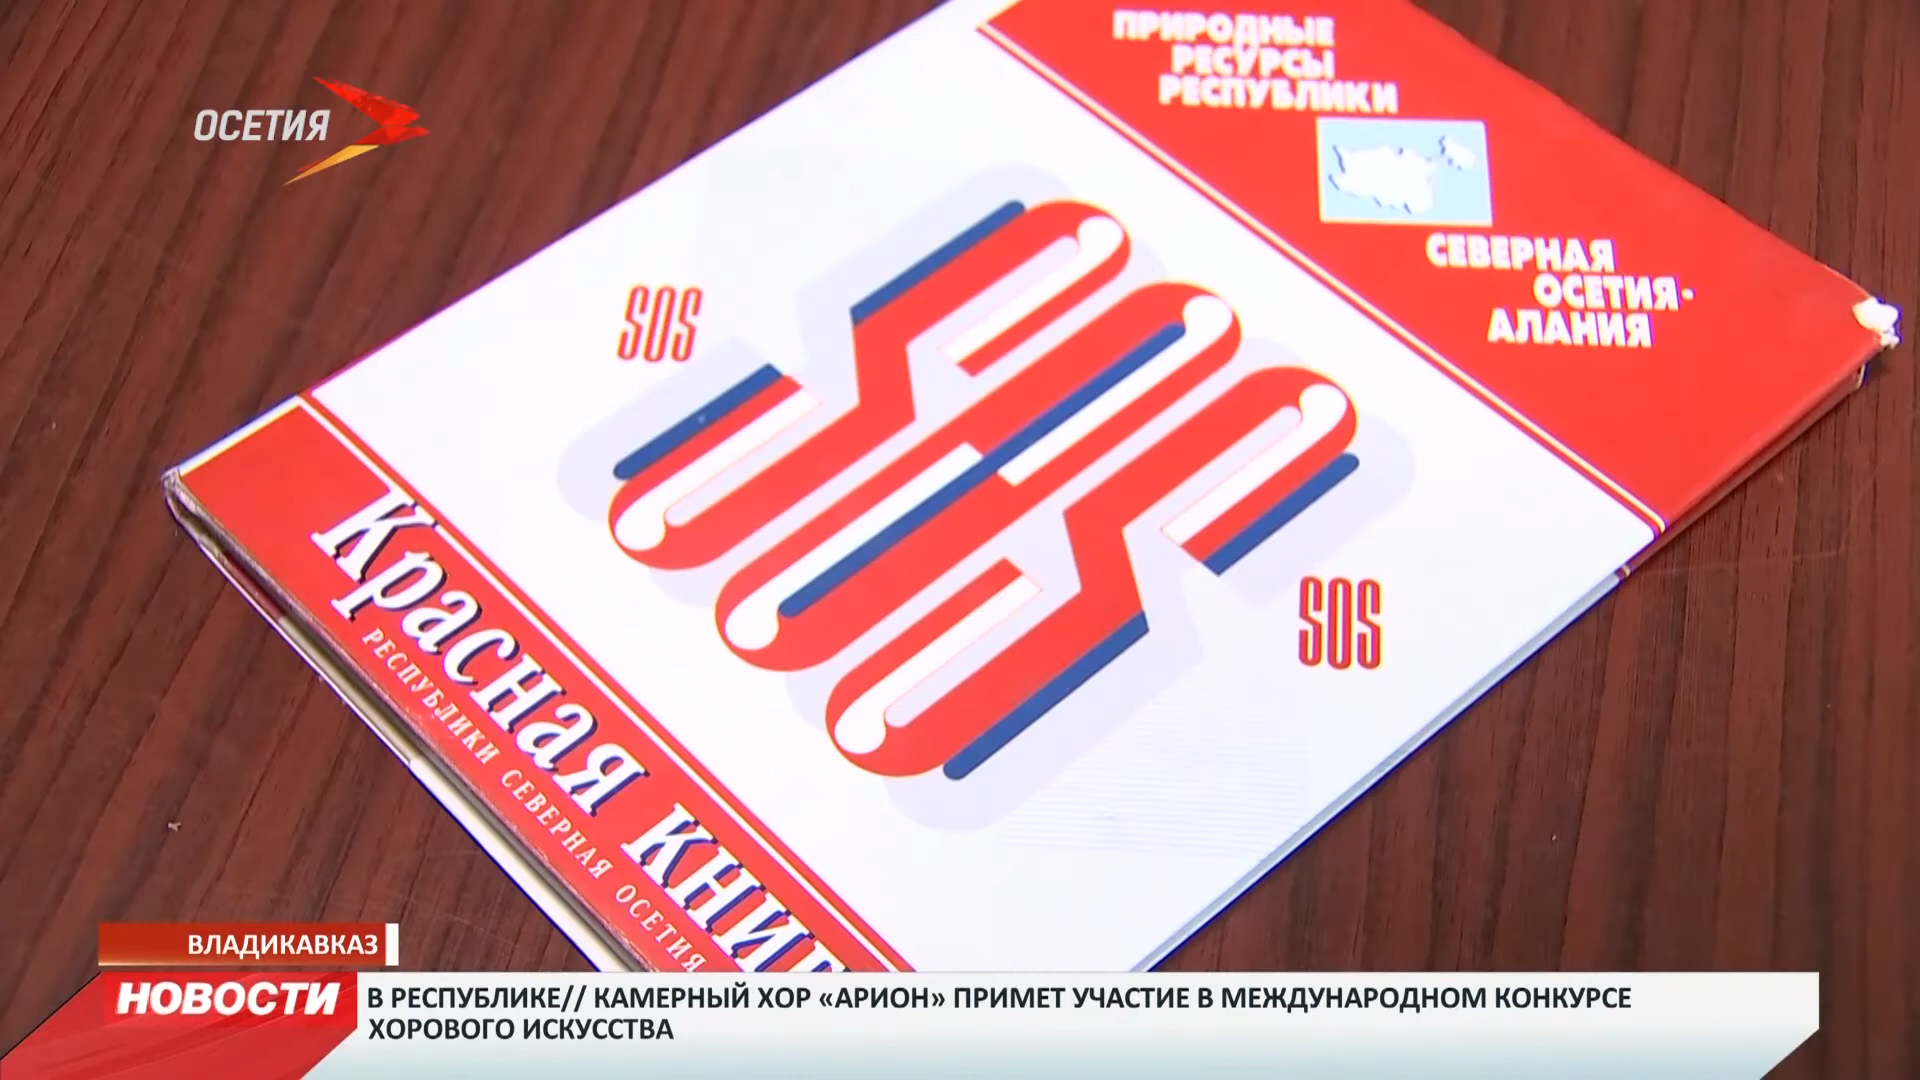 ОСЕТИЯ
ПРИРОДНЫЕ
РЕСУРСЫ
РЕСПУБЛИКИ
СЕВЕРНАЯ
ОСЕТИЯ-
АЛАНИЯ
SOS
SOS
Красная
РЕСПУБЛИКИ СЕВЕРНАЯ ОСЕТИЯ
ВЛАДИКАВКАЗ
НОВОСТИ
В РЕСПУБЛИКЕ// КАМЕРНЫЙ ХОР «АРИОН» ПРИМЕТ УЧАСТИЕ В МЕЖДУНАРОДНОМ КОНКУРСЕ
ХОРОВОГО ИСКУССТВА